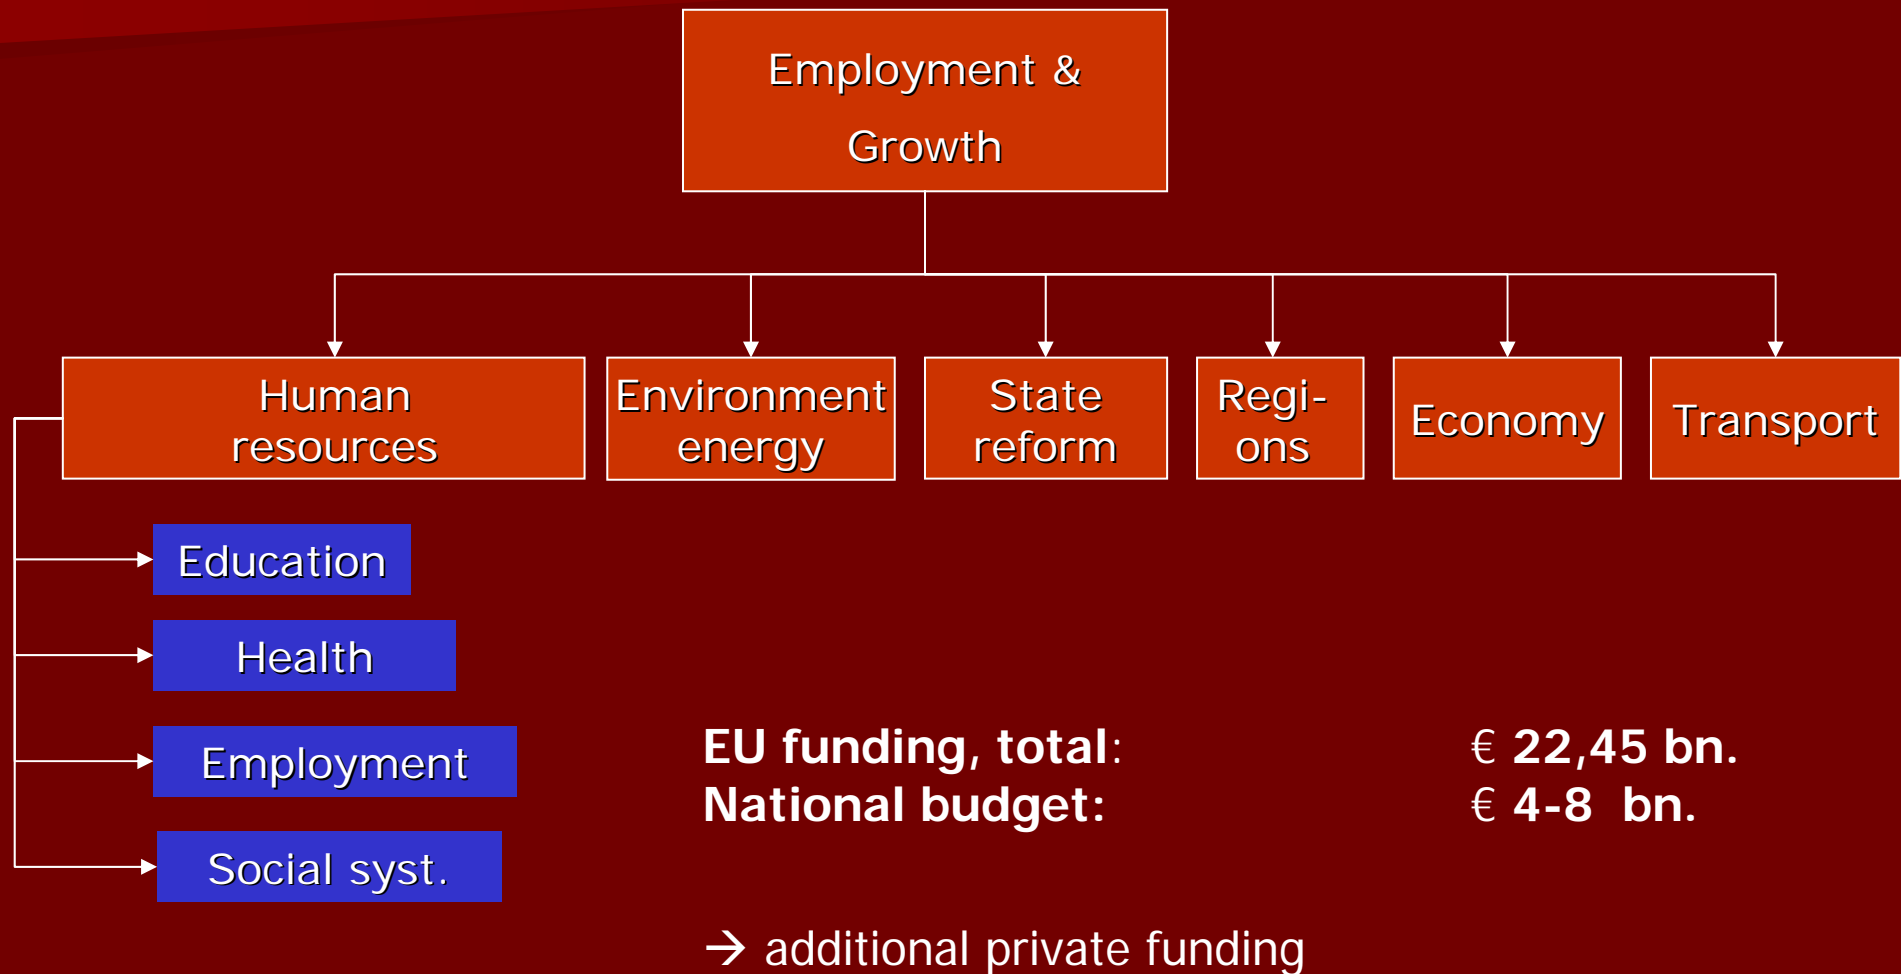 Employment &
Growth
Human
resources
Environment
energy
State
reform
Regi-
ons
Economy
Transport
Education
Health
Employment
Social syst.
EU funding, total: € 22,45 bn.
National budget: € 4-8 bn.
→ additional private funding